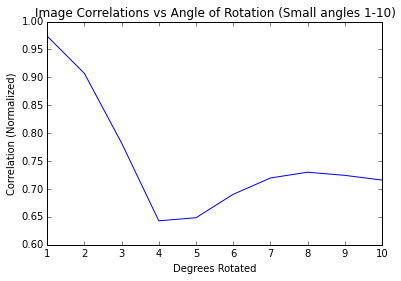 Image Correlations vs Angle of Rotation (Small angles 1-10)
1.00
0.95
0.90
0.85
0.80
0.75
0.70
0.65
0.60
Correlation (Normalized)
1 2 3 4 5 6 7 8 9 10
Degrees Rotated